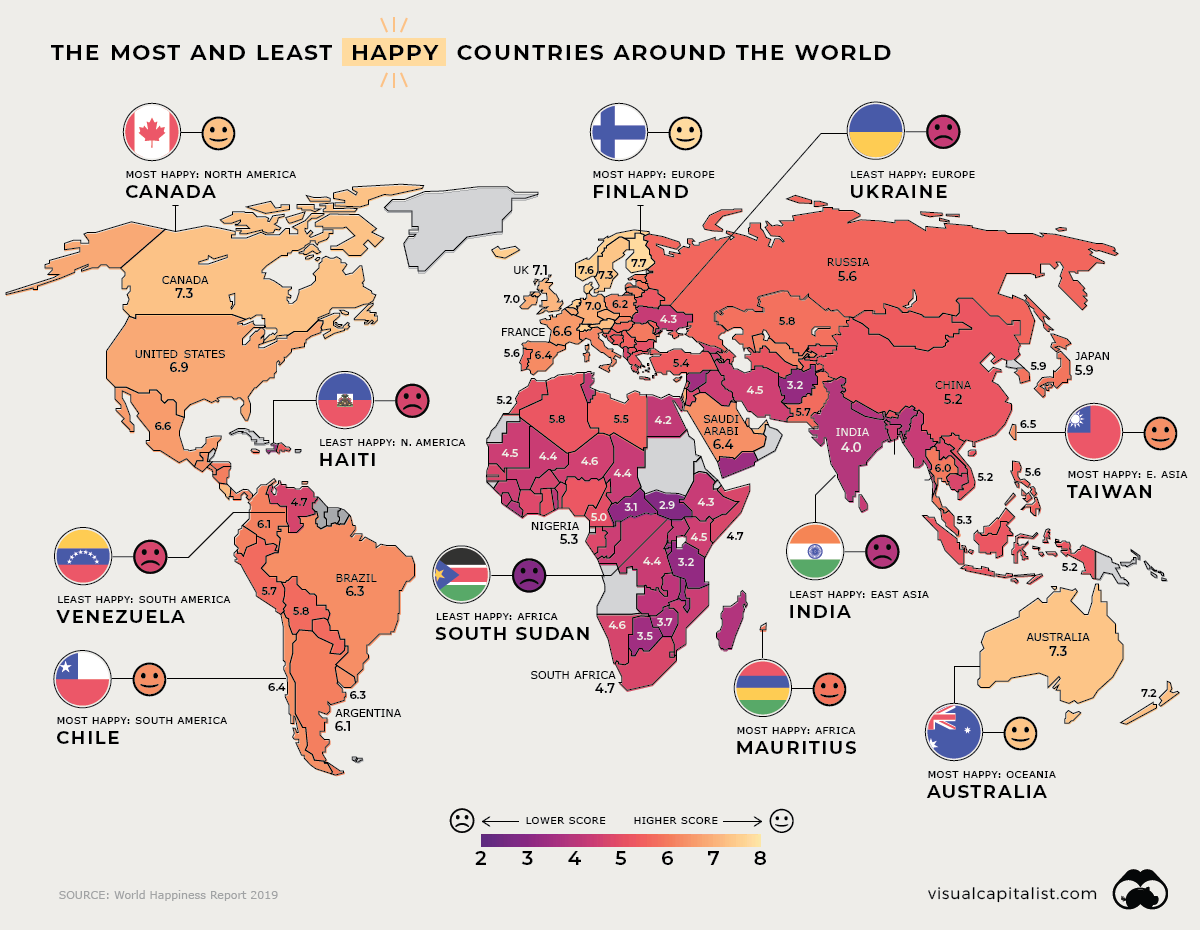 THE MOST AND LEAST HAPPY COUNTRIES AROUND THE WORLD
MOST HAPPY: NORTH AMERICA
CANADA
MOST HAPPY: EUROPE
FINLAND
LEAST HAPPY: EUROPE
UKRAINE
CANADA
7.3
UNITED STATES
6.9
6.6
UK 7.1
7.0
7.6
7.3
7.7
7.0
6.2
FRANCE 6.6
5.6
6.4
4.3
RUSSIA
5.6
5.8
5.4
CHINA
5.2
5.9
JAPAN
5.9
LEAST HAPPY: N. AMERICA
HAITI
5.2
5.8
5.5
4.2
4.5
3.2
5.7
SAUDI
ARABI
6.4
INDIA
4.0
6.5
MOST HAPPY: E. ASIA
TAIWAN
4.5
4.4
4.6
4.4
3.1
2.9
4.3
4.7
4.5
5.0
NIGERIA
5.3
4.4
3.2
6.0
5.2
5.6
5.3
5.2
4.7
6.1
BRAZIL
6.3
5.7
5.8
LEAST HAPPY: SOUTH AMERICA
VENEZUELA
LEAST HAPPY: AFRICA
SOUTH SUDAN
LEAST HAPPY: EAST ASIA
INDIA
4.6
3.5
3.7
SOUTH AFRICA
4.7
AUSTRALIA
7.3
7.2
6.4
6.3
ARGENTINA
6.1
MOST HAPPY: SOUTH AMERICA
CHILE
MOST HAPPY: AFRICA
MAURITIUS
MOST HAPPY: OCEANIA
AUSTRALIA
LOWER SCORE
HIGHER SCORE
2 3 4 5 6 7 8
SOURCE: World Happiness Report 2019
visualcapitalist.com